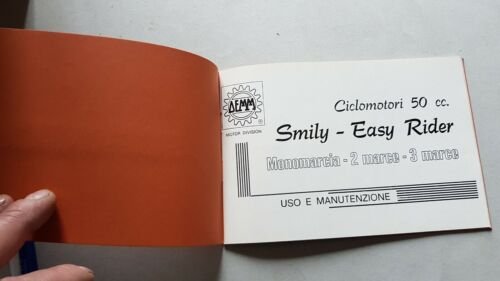 DEMM
®
MOTOR DIVISION
Ciclomotori 50 cc.
Smily - Easy Rider
Monomarcia - 2 marce - 3 marce
USO E MANUTENZIONE